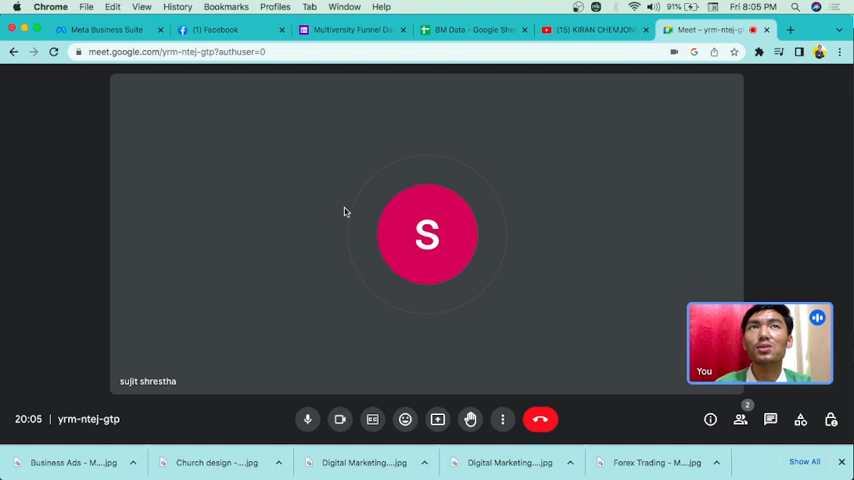 Chrome File Edit View History Bookmarks Profiles Tab Window Help 91% Fri 8:05 PM
Meta Business Suite (1) Facebook Multiversity Funnel Da BM Data - Google She (15) KIRAN CHEMJONG Meet – yrm-ntej-g
meet.google.com/yrm-ntej-gtp?authuser=0
S
You
sujit shrestha
2
20:05 yrm-ntej-gtp
Business Ads - M....jpg Church design -....jpg Digital Marketing....jpg Digital Marketing....jpg Forex Trading - M....jpg Show All